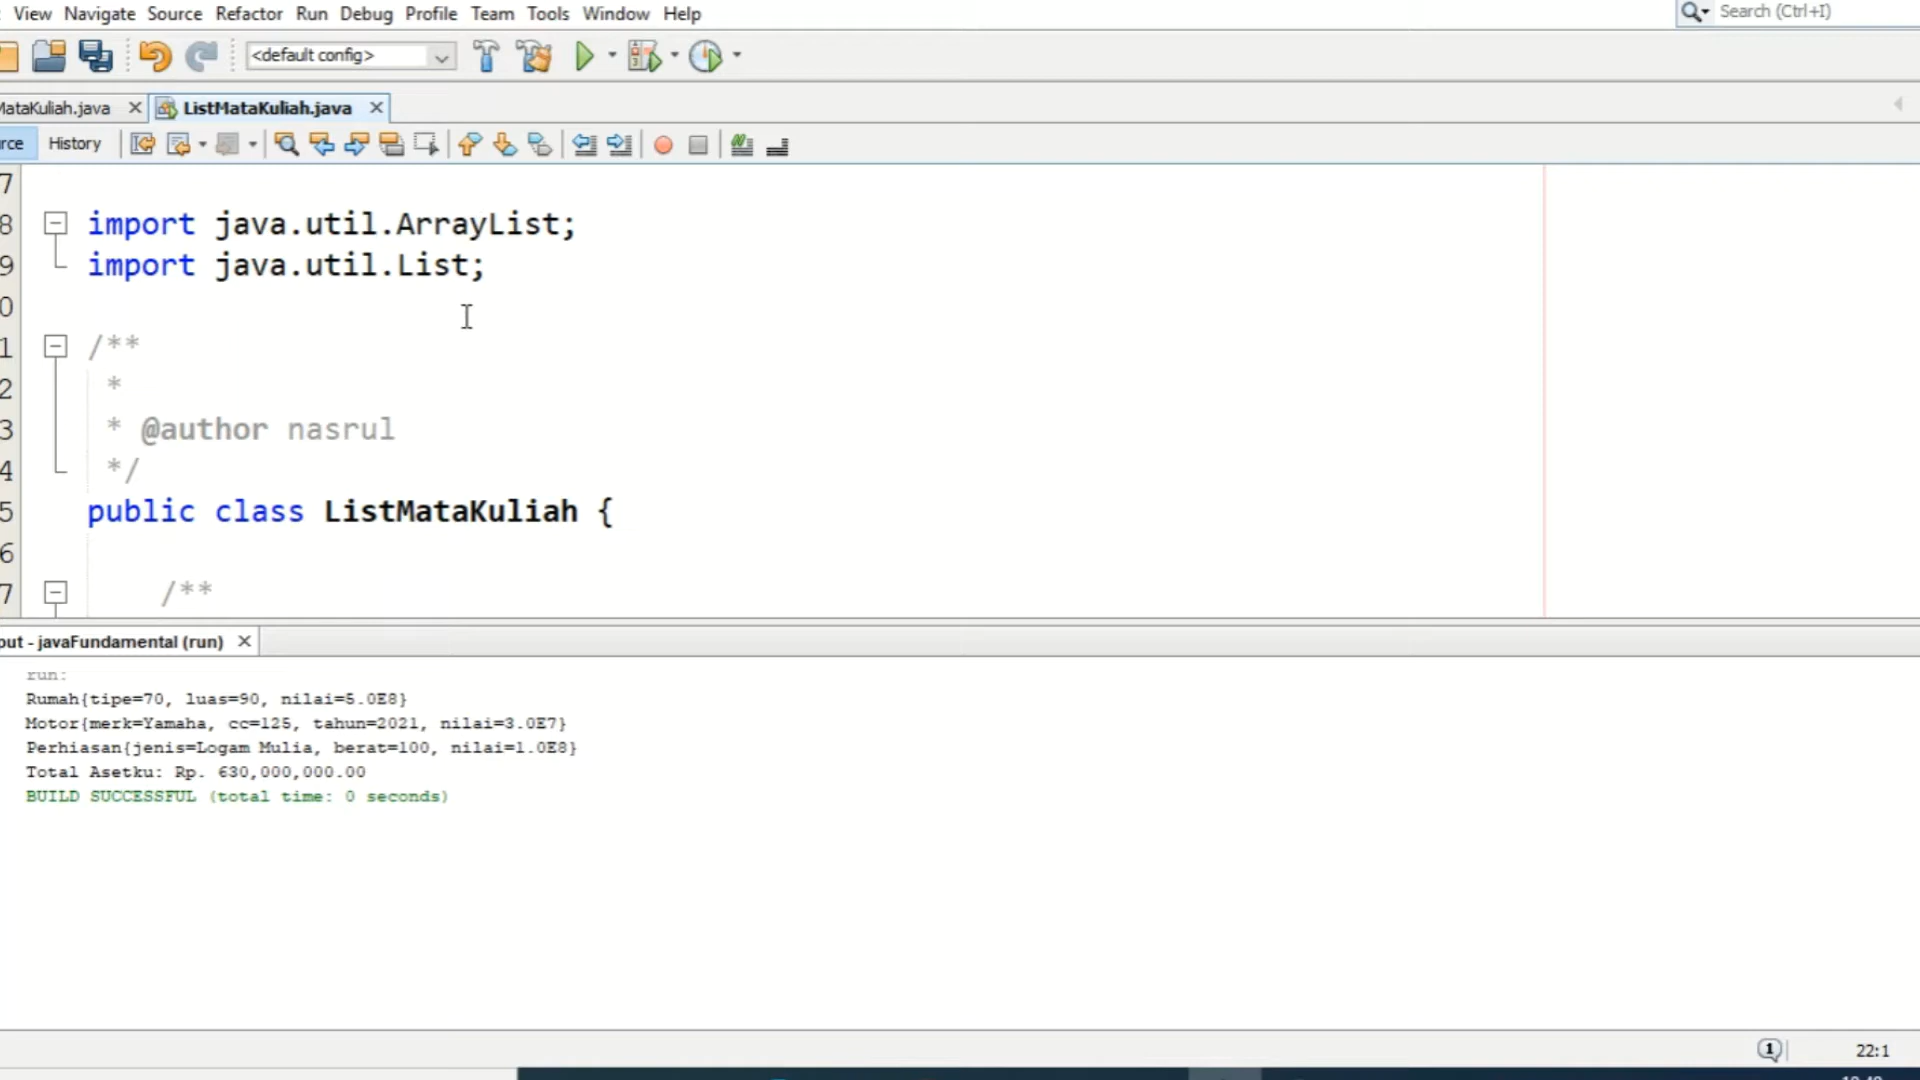 View Navigate Source Refactor Run Debug Profile Team Tools Window Help
Search (Ctrl+I)
<default config>
MataKuliah.java ListMataKuliah.java
rce History
7
8 import java.util.ArrayList;
9 import java.util.List;
0
1 /**
2 *
3 * @author nasrul
4 */
5 public class ListMataKuliah {
6
7 /**
put - javaFundamental (run)
run:
Rumah{tipe=70, luas=90, nilai=5.0E8}
Motor{merk=Yamaha, cc=125, tahun=2021, nilai=3.0E7}
Perhiasan{jenis=Logam Mulia, berat=100, nilai=1.0E8}
Total Asetku: Rp. 630,000,000.00
BUILD SUCCESSFUL (total time: 0 seconds)
1 22:1